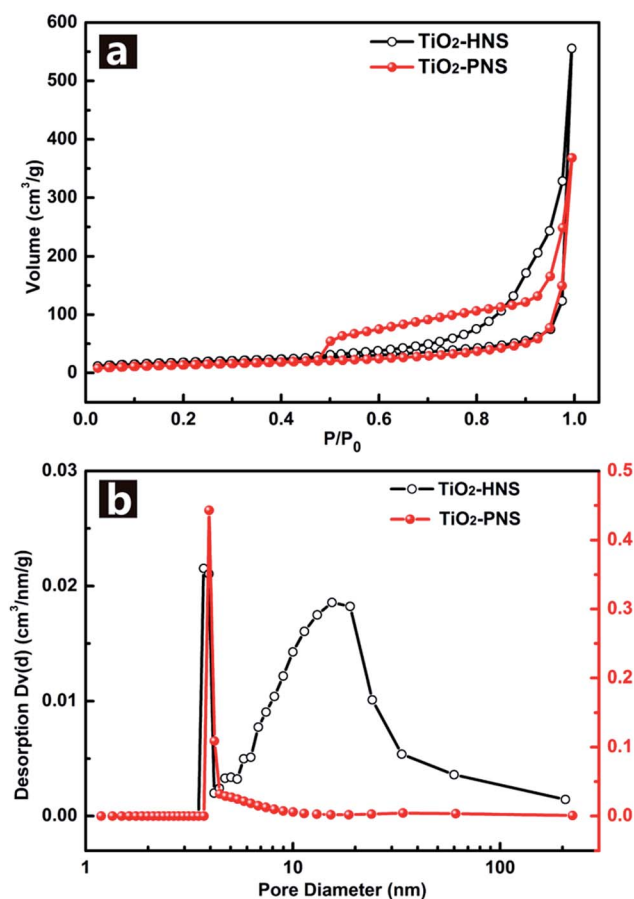 a
TiO2-HNS
TiO2-PNS
600
500
400
300
200
100
0
Volume (cm3/g)
0.0 0.2 0.4 0.6 0.8 1.0
P/P0
b
TiO2-HNS
TiO2-PNS
0.03
0.02
0.01
0.00
Desorption Dv(d) (cm3/nm/g)
0.5
0.4
0.3
0.2
0.1
0.0
1 10 100
Pore Diameter (nm)